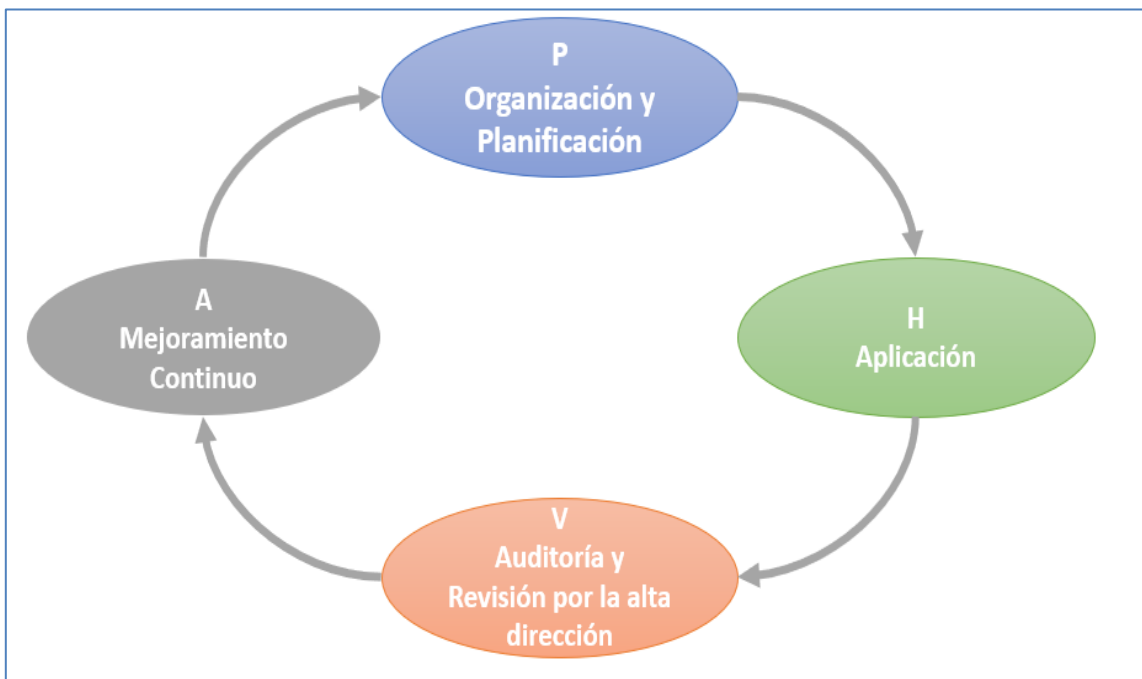 P
Organización y
Planificación
H
Aplicación
V
Auditoría y
Revisión por la alta
dirección
A
Mejoramiento
Continuo